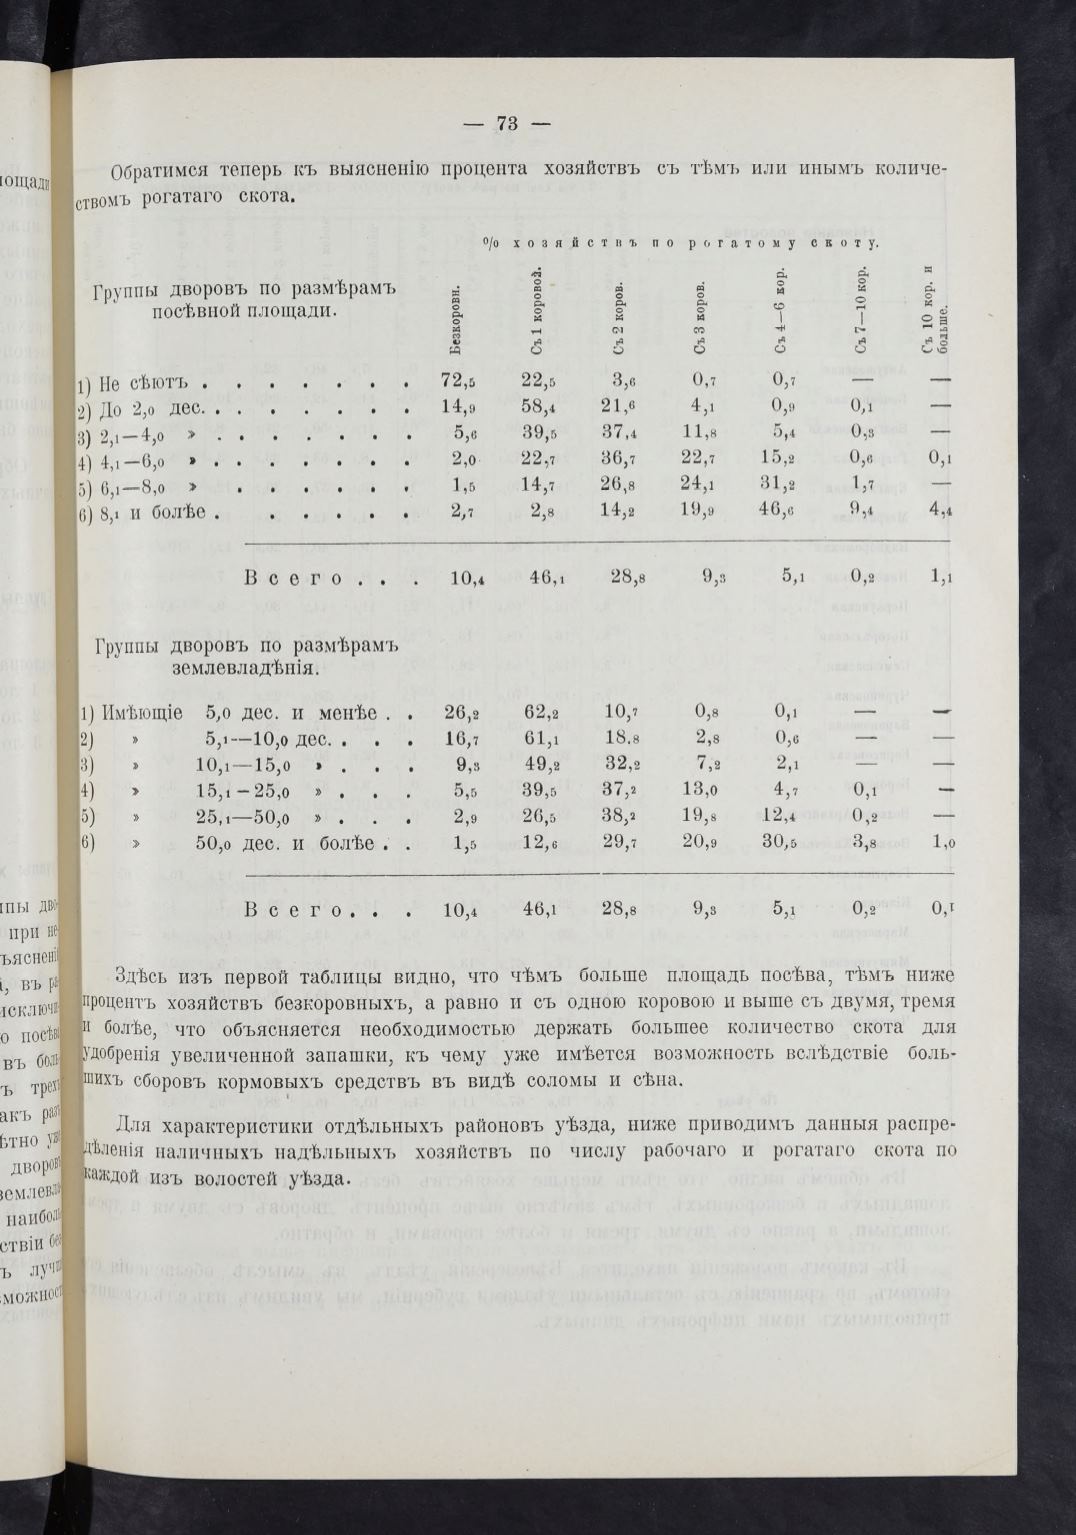 — 73 —
Обратимся теперь къ выясненію процента хозяйствъ съ тѣмъ или инымъ количе-
ствомъ рогатаго скота.
% хозяйствъ по рогатому скоту.
Группы дворовъ по размѣрамъ
посѣвной площади.
Безкоровн. Съ 1 коровой. Съ 2 коров. Съ 3 коров. Съ 4—6 кор. Съ 7—10 кор. Съ 10 кор. и больше.
1) Не сѣютъ . . . . . . . 72,5 22,5 3,6 0,7 0,7 — —
2) До 2,0 дес. . . . . . . . 14,9 58,4 21,6 4,1 0,9 0,1 —
3) 2,1—4,0 » . . . . . . . 5,6 39,5 37,4 11,8 5,4 0,3 —
4) 4,1—6,0 » . . . . . . . 2,0 22,7 36,7 22,7 15,2 0,6 0,1
5) 6,1—8,0 » . . . . . . 1,5 14,7 26,8 24,1 31,2 1,7 —
6) 8,1 и болѣе . . . . . . 2,7 2,8 14,2 19,9 46,6 9,4 4,4
Всего . . . 10,4 46,1 28,8 9,3 5,1 0,2 1,1
Группы дворовъ по размѣрамъ
землевладѣнія.
1) Имѣющіе 5,0 дес. и менѣе . . 26,2 62,2 10,7 0,8 0,1 — —
2) » 5,1—10,0 дес. . . . 16,7 61,1 18.8 2,8 0,6 — —
3) » 10,1—15,0 » . . . 9,3 49,2 32,2 7,2 2,1 — —
4) » 15,1—25,0 » . . . 5,5 39,5 37,2 13,0 4,7 0,1 —
5) » 25,1—50,0 » . . . 2,9 26,5 38,2 19,8 12,4 0,2 —
6) » 50,0 дес. и болѣе . . 1,5 12,6 29,7 20,9 30,5 3,8 1,0
Всего . . . 10,4 46,1 28,8 9,3 5,1 0,2 0,1
Здѣсь изъ первой таблицы видно, что чѣмъ больше площадь посѣва, тѣмъ ниже
процентъ хозяйствъ безкоровныхъ, а равно и съ одною коровою и выше съ двумя, тремя
и болѣе, что объясняется необходимостью держать большее количество скота для
удобренія увеличенной запашки, къ чему уже имѣется возможность вслѣдствіе боль-
шихъ сборовъ кормовыхъ средствъ въ видѣ соломы и сѣна.
Для характеристики отдѣльныхъ районовъ уѣзда, ниже приводимъ данныя распре-
дѣленія наличныхъ надѣльныхъ хозяйствъ по числу рабочаго и рогатаго скота по
каждой изъ волостей уѣзда.